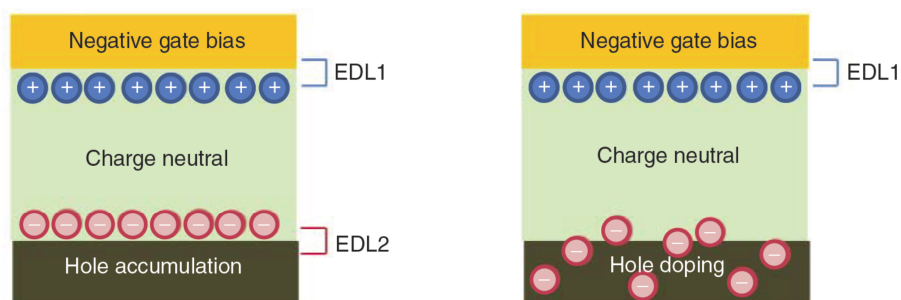 Negative gate bias
EDL1
+ + + + + + + +
Charge neutral
− − − − − − − −
EDL2
Hole accumulation
Negative gate bias
EDL1
+ + + + + + + +
Charge neutral
− − − − − − − −
Hole doping